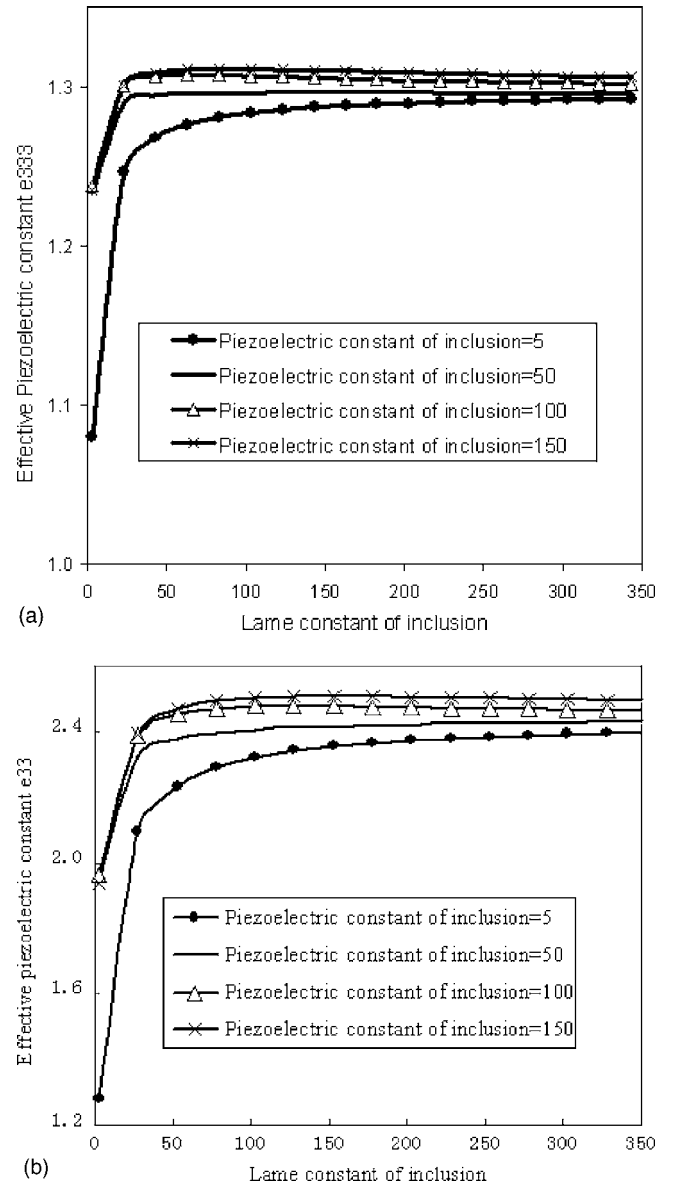 1.3
1.2
1.1
1.0
Effective Piezoelectric constant e333
Piezoelectric constant of inclusion=5
Piezoelectric constant of inclusion=50
Piezoelectric constant of inclusion=100
Piezoelectric constant of inclusion=150
0 50 100 150 200 250 300 350
Lame constant of inclusion
(a)
2.4
2.0
1.6
1.2
Effective piezoelectric constant e33
Piezoelectric constant of inclusion=5
Piezoelectric constant of inclusion=50
Piezoelectric constant of inclusion=100
Piezoelectric constant of inclusion=150
0 50 100 150 200 250 300 350
Lame constant of inclusion
(b)